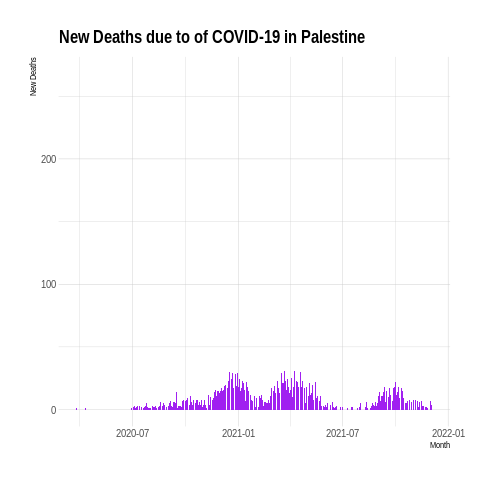 New Deaths due to of COVID-19 in Palestine
New Deaths
200
100
0
2020-07 2021-01 2021-07 2022-01
Month